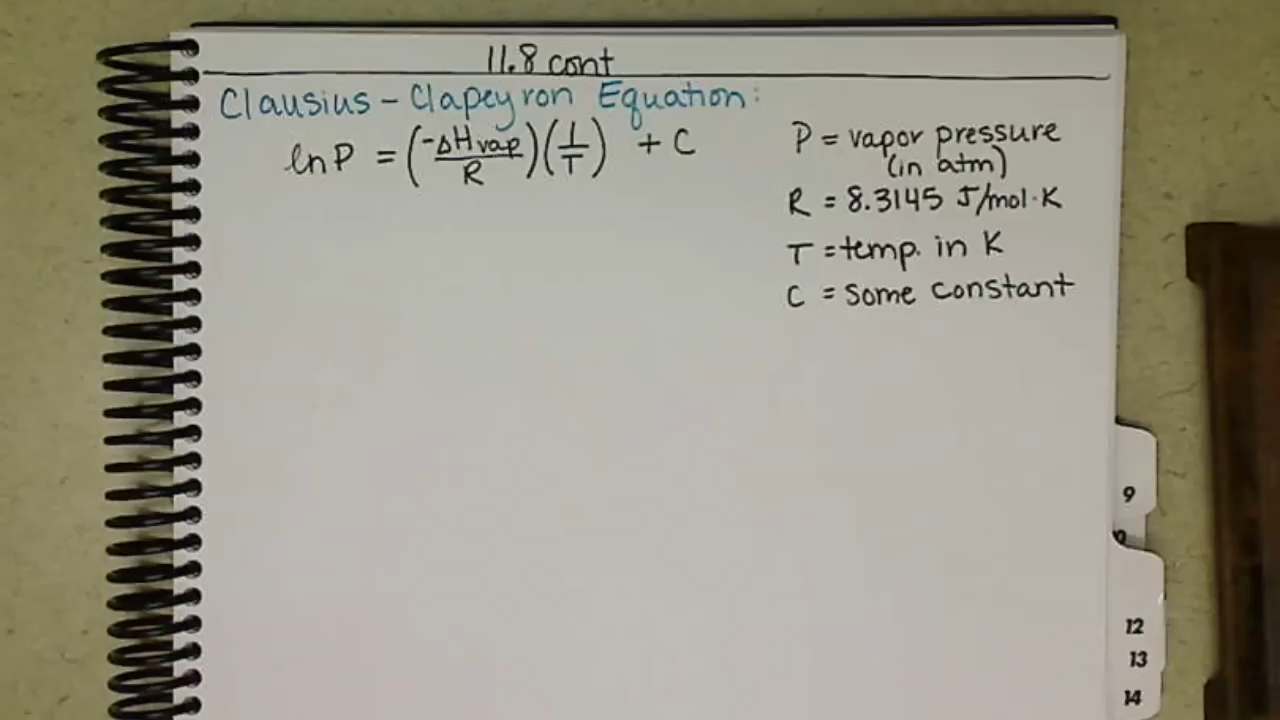 11.8 cont
Clausius - Clapeyron Equation:
ln P = (-ΔHvap/R)(1/T) + C
P = vapor pressure
(in atm)
R = 8.3145 J/mol·K
T = temp. in K
C = some constant
9
12
13
14